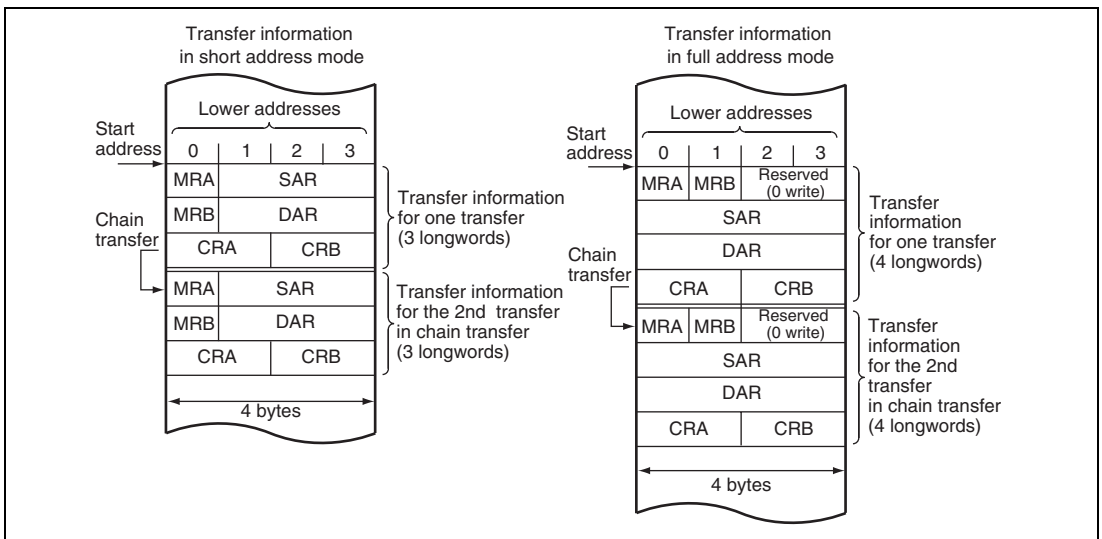 Transfer information
in short address mode
Lower addresses
Start
address
0 1 2 3
MRA SAR
MRB DAR
CRA CRB
Transfer information
for one transfer
(3 longwords)
Chain
transfer
MRA SAR
MRB DAR
CRA CRB
Transfer information
for the 2nd transfer
in chain transfer
(3 longwords)
4 bytes
Transfer information
in full address mode
Lower addresses
Start
address
0 1 2 3
MRA MRB Reserved
(0 write)
SAR
DAR
CRA CRB
Transfer
information
for one transfer
(4 longwords)
Chain
transfer
MRA MRB Reserved
(0 write)
SAR
DAR
CRA CRB
Transfer
information
for the 2nd
transfer
in chain transfer
(4 longwords)
4 bytes